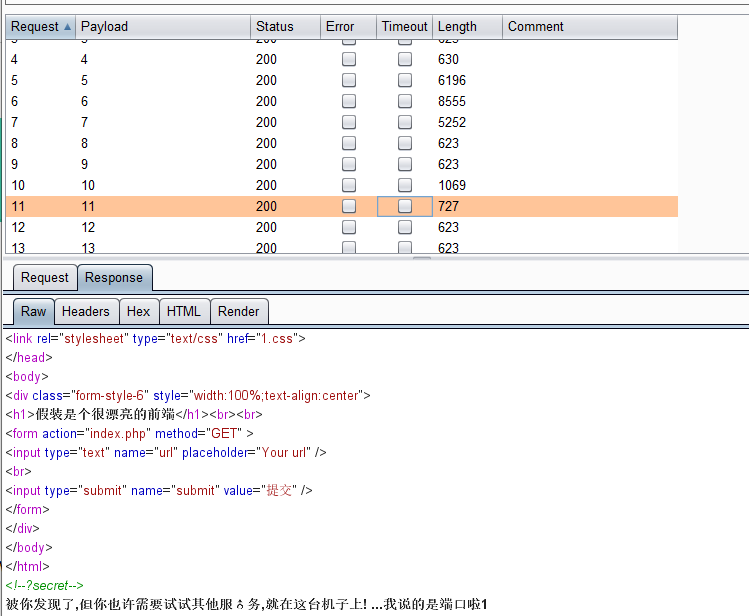 Request Payload Status Error Timeout Length Comment
3 3 200 623
4 4 200 630
5 5 200 6196
6 6 200 8555
7 7 200 5252
8 8 200 623
9 9 200 623
10 10 200 1069
11 11 200 727
12 12 200 623
13 13 200 623
Request Response
Raw Headers Hex HTML Render
<link rel="stylesheet" type="text/css" href="1.css">
</head>
<body>
<div class="form-style-6" style="width:100%;text-align:center">
<h1>假装是个很漂亮的前端</h1><br><br>
<form action="index.php" method="GET" >
<input type="text" name="url" placeholder="Your url" />
<br>
<input type="submit" name="submit" value="提交" />
</form>
</div>
</body>
</html>
<!--?secret-->
被你发现了,但你也许需要试试其他服务,就在这台机子上! ...我说的是端口啦1